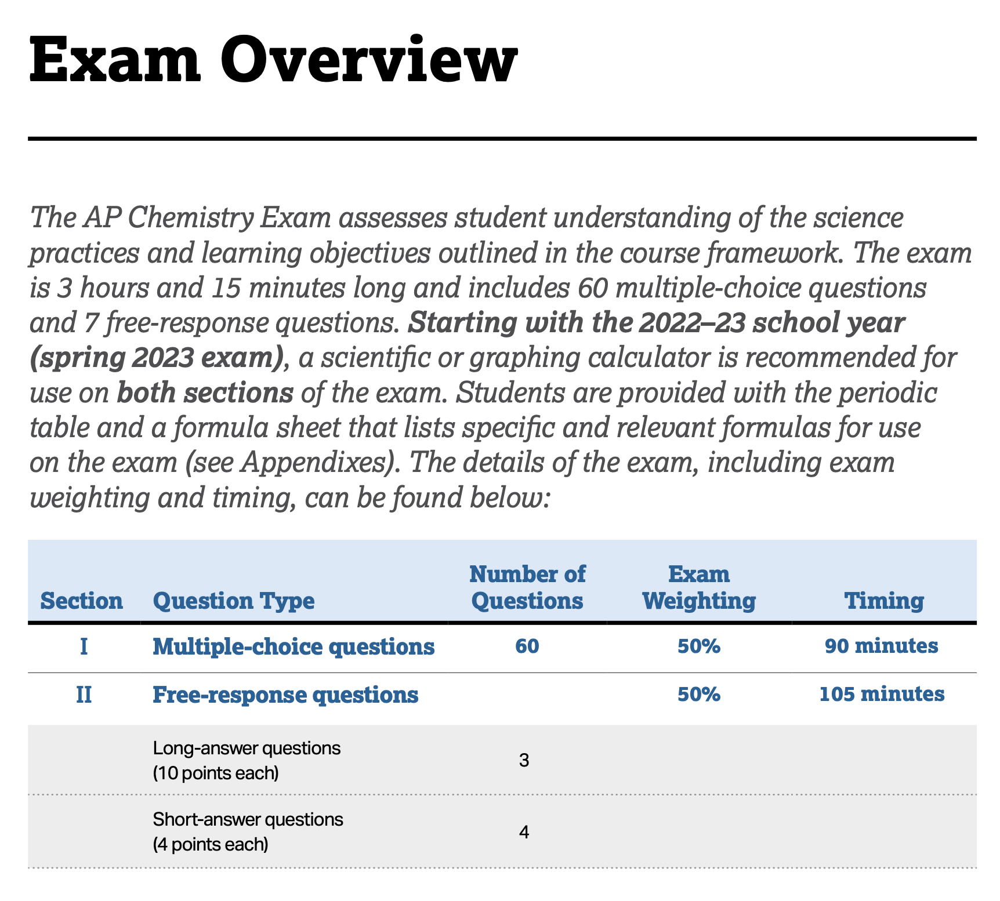 Exam Overview
The AP Chemistry Exam assesses student understanding of the science
practices and learning objectives outlined in the course framework. The exam
is 3 hours and 15 minutes long and includes 60 multiple-choice questions
and 7 free-response questions. Starting with the 2022–23 school year
(spring 2023 exam), a scientific or graphing calculator is recommended for
use on both sections of the exam. Students are provided with the periodic
table and a formula sheet that lists specific and relevant formulas for use
on the exam (see Appendixes). The details of the exam, including exam
weighting and timing, can be found below:
Section Question Type Number of Questions Exam Weighting Timing
I Multiple-choice questions 60 50% 90 minutes
II Free-response questions 50% 105 minutes
Long-answer questions
(10 points each) 3
Short-answer questions
(4 points each) 4